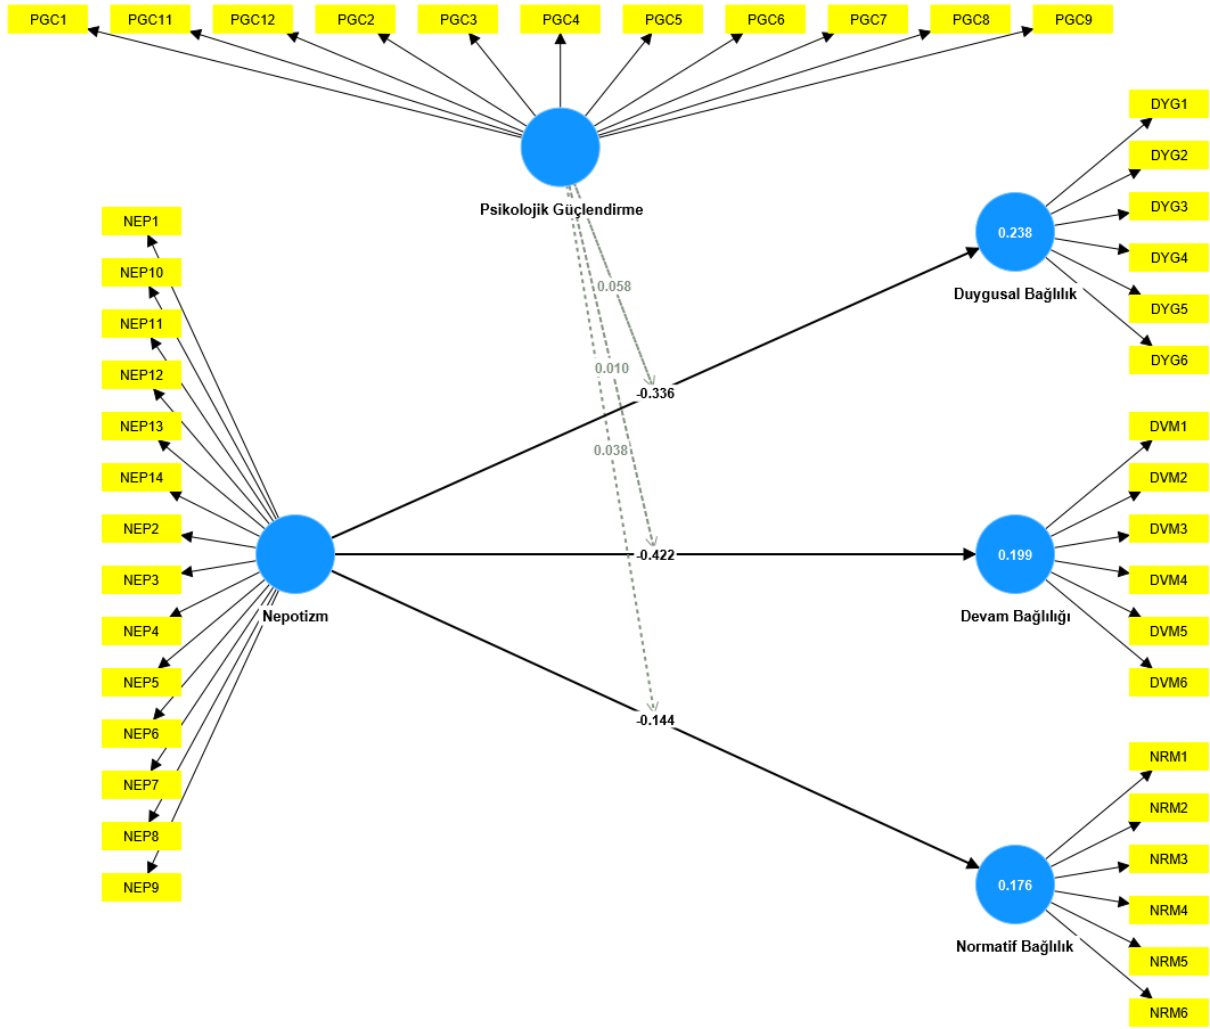 PGC1 PGC11 PGC12 PGC2 PGC3 PGC4 PGC5 PGC6 PGC7 PGC8 PGC9
Psikolojik Güçlendirme
NEP1
NEP10
NEP11
NEP12
NEP13
NEP14
NEP2
NEP3
NEP4
NEP5
NEP6
NEP7
NEP8
NEP9
Nepotizm
0.058
0.010
0.038
-0.336
-0.422
-0.144
0.238
Duygusal Bağlılık
DYG1
DYG2
DYG3
DYG4
DYG5
DYG6
0.199
Devam Bağlılığı
DVM1
DVM2
DVM3
DVM4
DVM5
DVM6
0.176
Normatif Bağlılık
NRM1
NRM2
NRM3
NRM4
NRM5
NRM6